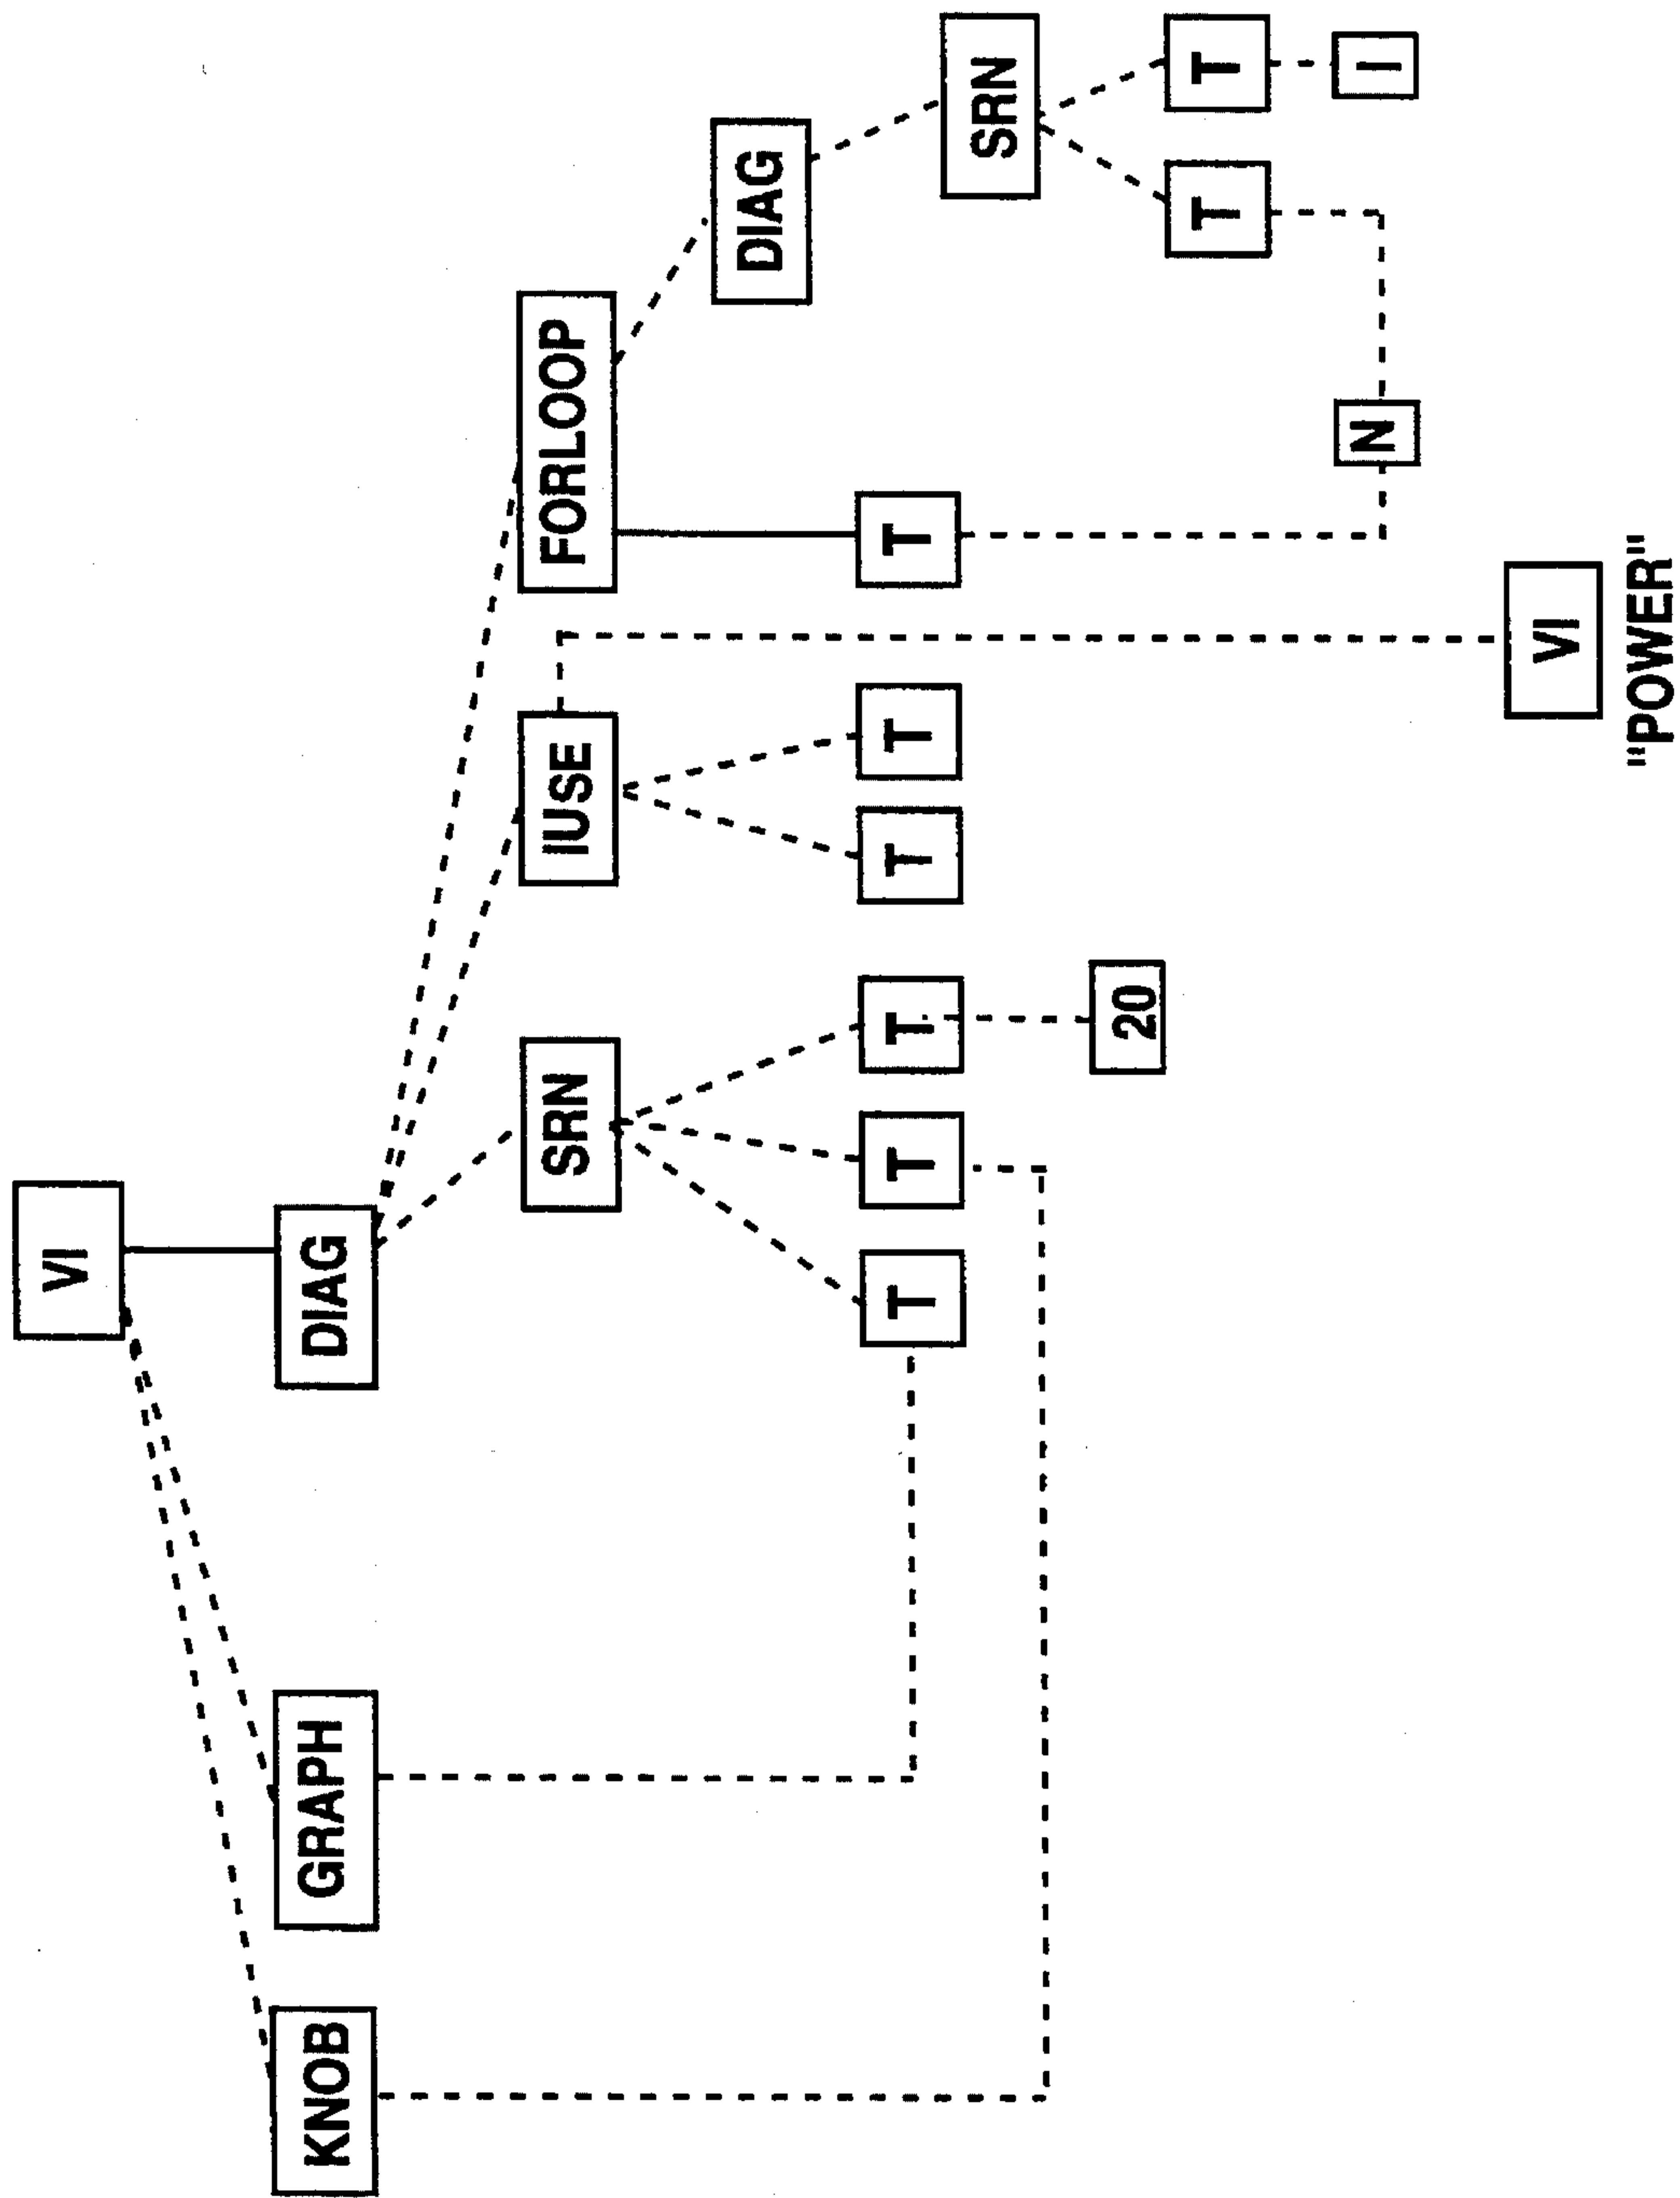 VI
KNOB GRAPH DIAG
SRN IUSE FORLOOP
DIAG
T T T T T T
SRN
20
T T
N I
VI
"POWER"